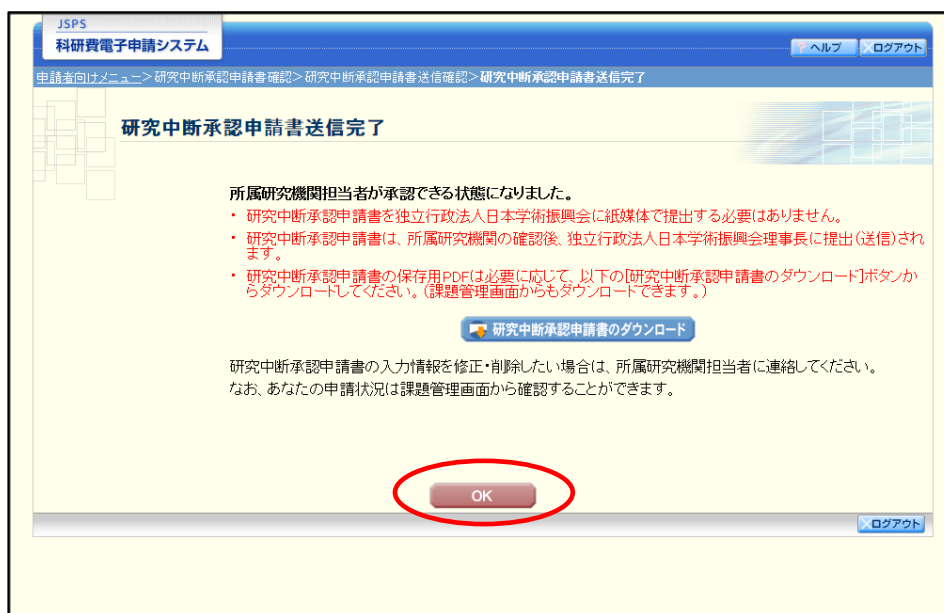 JSPS
科研費電子申請システム
? ヘルプ
ログアウト
申請者向けメニュー>研究中断承認申請書確認>研究中断承認申請書送信確認>研究中断承認申請書送信完了
研究中断承認申請書送信完了
所属研究機関担当者が承認できる状態になりました。
・ 研究中断承認申請書を独立行政法人日本学術振興会に紙媒体で提出する必要はありません。
・ 研究中断承認申請書は、所属研究機関の確認後、独立行政法人日本学術振興会理事長に提出(送信)され
ます。
・ 研究中断承認申請書の保存用PDFは必要に応じて、以下の[研究中断承認申請書のダウンロード]ボタンか
らダウンロードしてください。(課題管理画面からもダウンロードできます。)
研究中断承認申請書のダウンロード
研究中断承認申請書の入力情報を修正・削除したい場合は、所属研究機関担当者に連絡してください。
なお、あなたの申請状況は課題管理画面から確認することができます。
OK
ログアウト